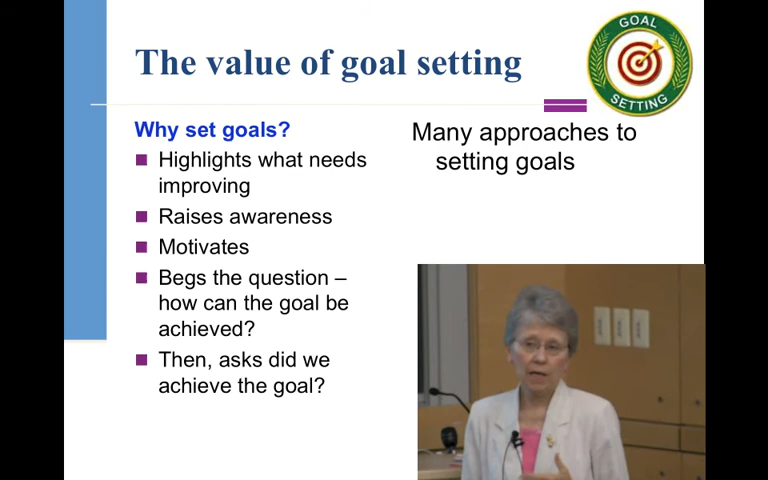 The value of goal setting
GOAL
SETTING
Why set goals?
Highlights what needs
improving
Raises awareness
Motivates
Begs the question –
how can the goal be
achieved?
Then, asks did we
achieve the goal?
Many approaches to
setting goals